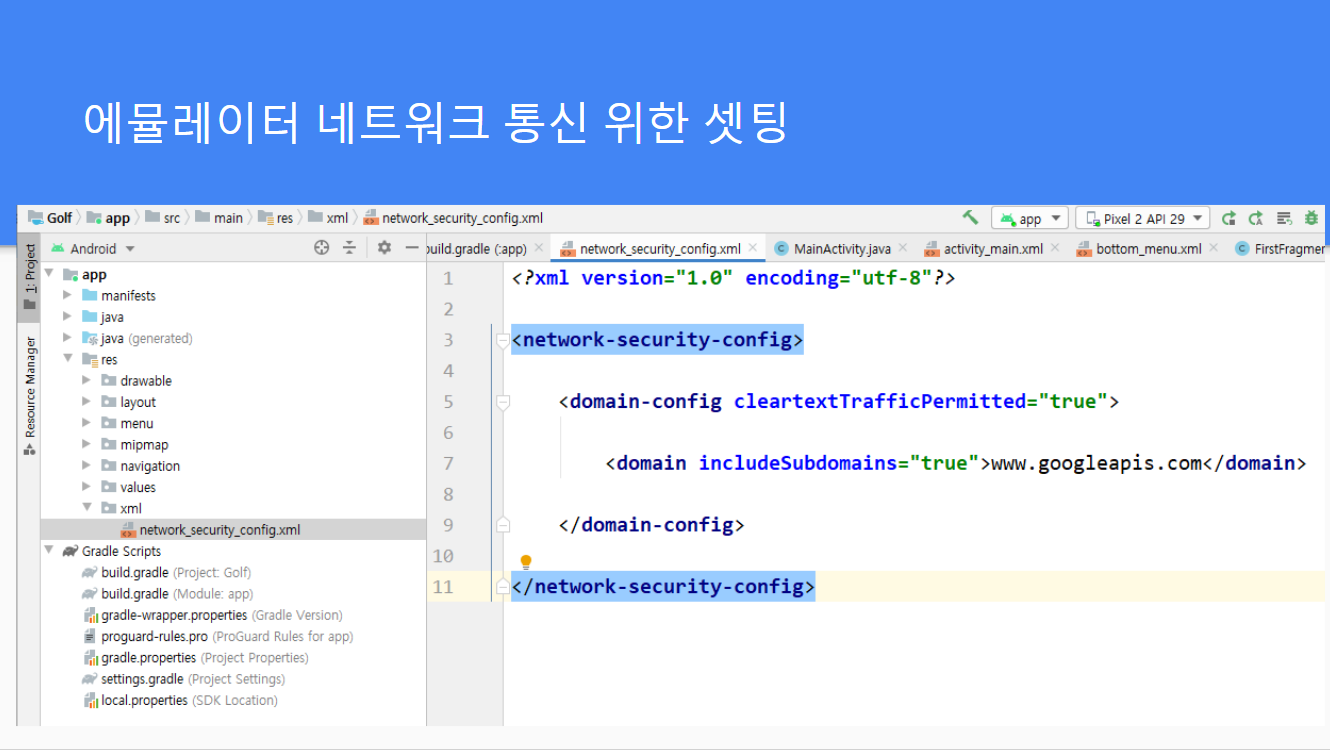 에뮬레이터 네트워크 통신 위한 셋팅
Golf app src main res xml network_security_config.xml app Pixel 2 API 29
1: Project
Resource Manager
Android
build.gradle (:app) network_security_config.xml MainActivity.java activity_main.xml bottom_menu.xml FirstFragmen
app
manifests
java
java (generated)
res
drawable
layout
menu
mipmap
navigation
values
xml
network_security_config.xml
Gradle Scripts
build.gradle (Project: Golf)
build.gradle (Module: app)
gradle-wrapper.properties (Gradle Version)
proguard-rules.pro (ProGuard Rules for app)
gradle.properties (Project Properties)
settings.gradle (Project Settings)
local.properties (SDK Location)
1 <?xml version="1.0" encoding="utf-8"?>
2
3 <network-security-config>
4
5 <domain-config cleartextTrafficPermitted="true">
6
7 <domain includeSubdomains="true">www.googleapis.com</domain>
8
9 </domain-config>
10
11 </network-security-config>